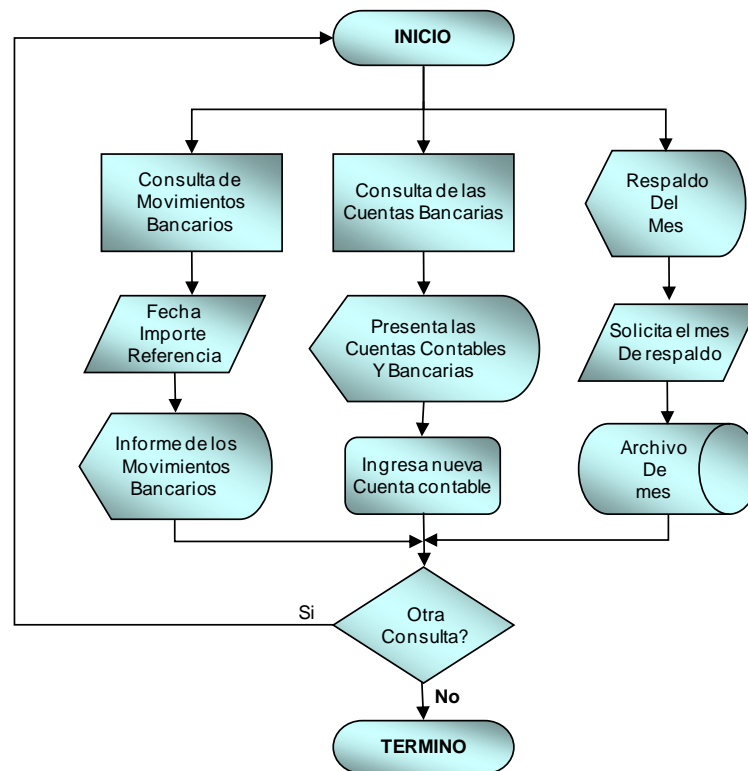 INICIO
Consulta de
Movimientos
Bancarios
Fecha
Importe
Referencia
Informe de los
Movimientos
Bancarios
Consulta de las
Cuentas Bancarias
Presenta las
Cuentas Contables
Y Bancarias
Ingresa nueva
Cuenta contable
Respaldo
Del
Mes
Solicita el mes
De respaldo
Archivo
De
mes
Otra
Consulta?
Si
No
TERMINO